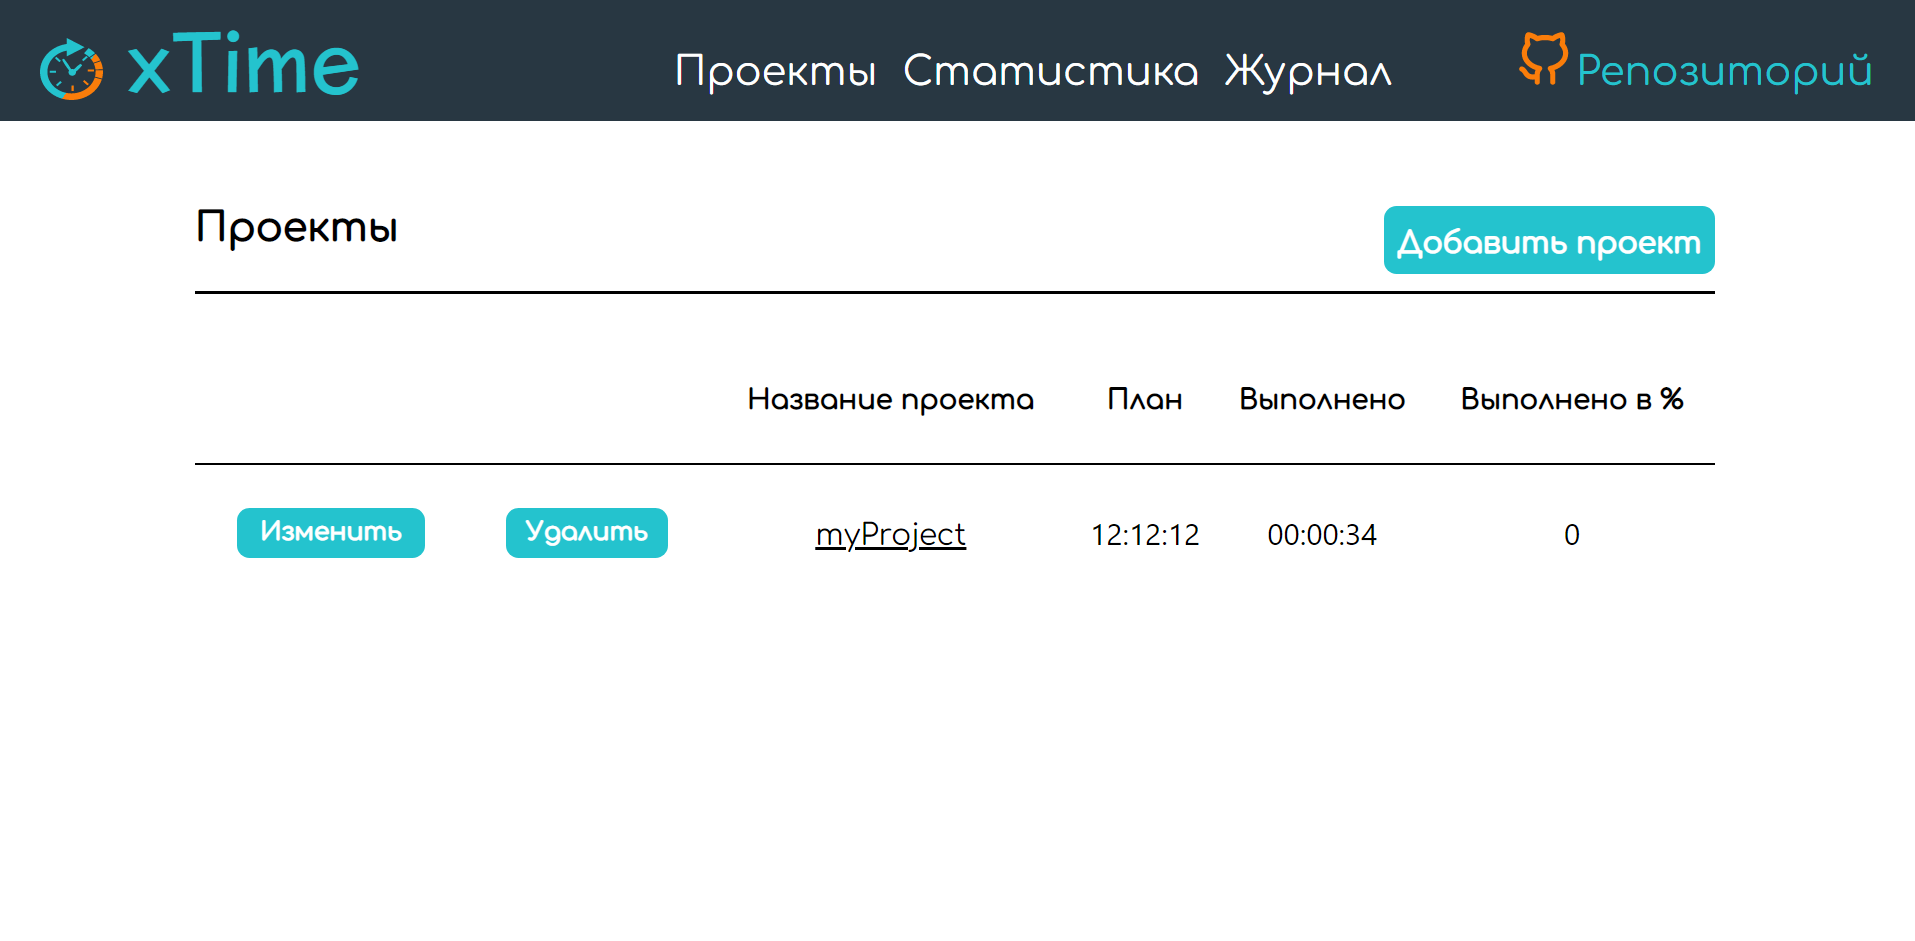 xTime Проекты Статистика Журнал Репозиторий
Проекты Добавить проект
Название проекта План Выполнено Выполнено в %
Изменить Удалить myProject 12:12:12 00:00:34 0